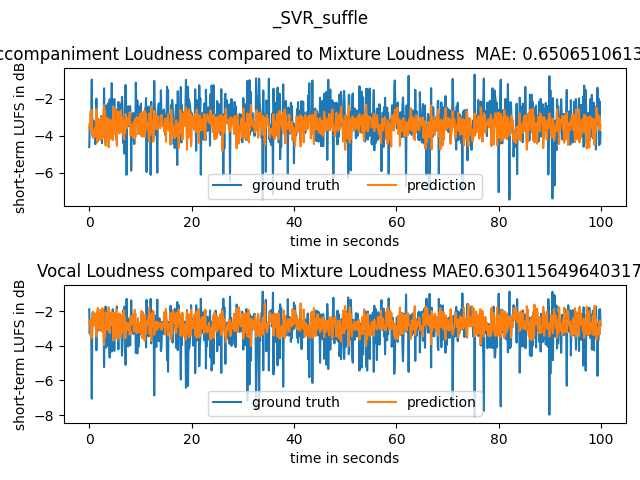 _SVR_suffle
ccompaniment Loudness compared to Mixture Loudness  MAE: 0.6506510613
short-term LUFS in dB
−2
−4
−6
ground truth
prediction
0 20 40 60 80 100
time in seconds
Vocal Loudness compared to Mixture Loudness MAE0.630115649640317
short-term LUFS in dB
−2
−4
−6
−8
ground truth
prediction
0 20 40 60 80 100
time in seconds